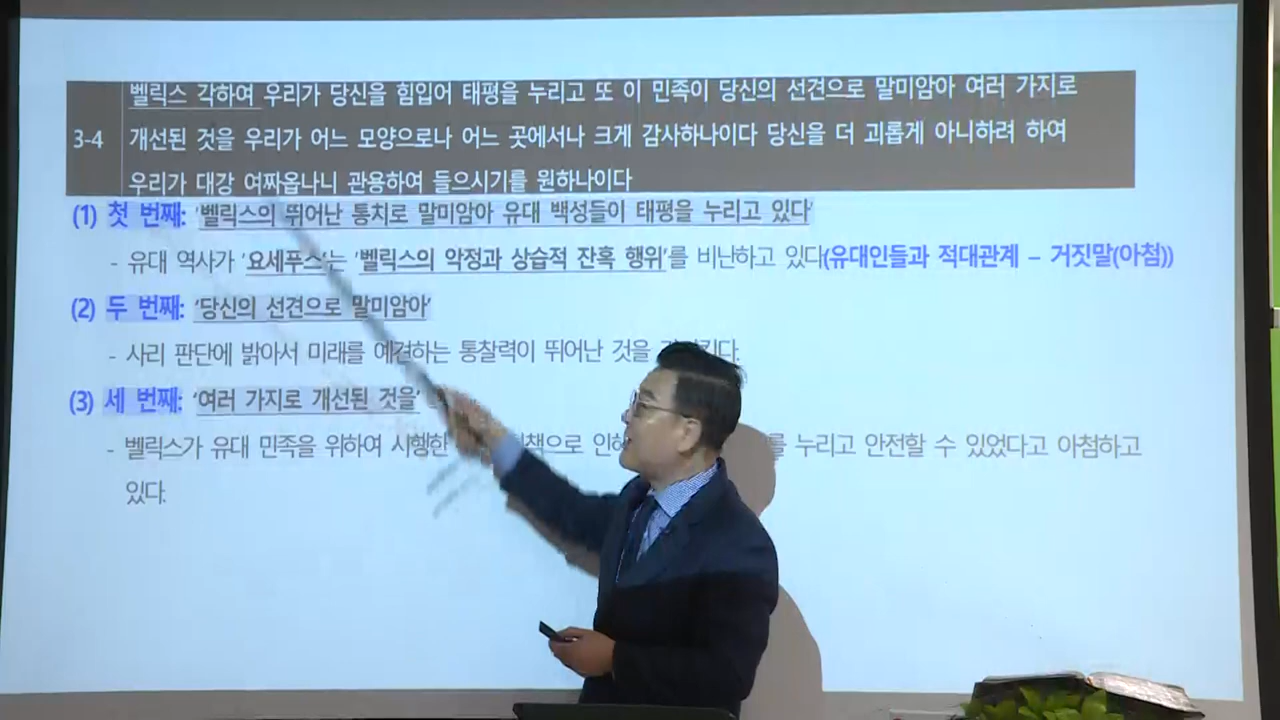 벨릭스 각하여 우리가 당신을 힘입어 태평을 누리고 또 이 민족이 당신의 선견으로 말미암아 여러 가지로
3-4 개선된 것을 우리가 어느 모양으로나 어느 곳에서나 크게 감사하나이다 당신을 더 괴롭게 아니하려 하여
우리가 대강 여짜옵나니 관용하여 들으시기를 원하나이다
(1) 첫 번째: '벨릭스의 뛰어난 통치로 말미암아 유대 백성들이 태평을 누리고 있다'
- 유대 역사가 '요세푸스'는 '벨릭스의 악정과 상습적 잔혹 행위'를 비난하고 있다(유대인들과 적대관계 – 거짓말(아첨))
(2) 두 번째: '당신의 선견으로 말미암아'
- 사리 판단에 밝아서 미래를 예견하는 통찰력이 뛰어난 것을
(3) 세 번째: '여러 가지로 개선된 것을'
- 벨릭스가 유대 민족을 위하여 시행한 누리고 안전할 수 있었다고 아첨하고
있다.